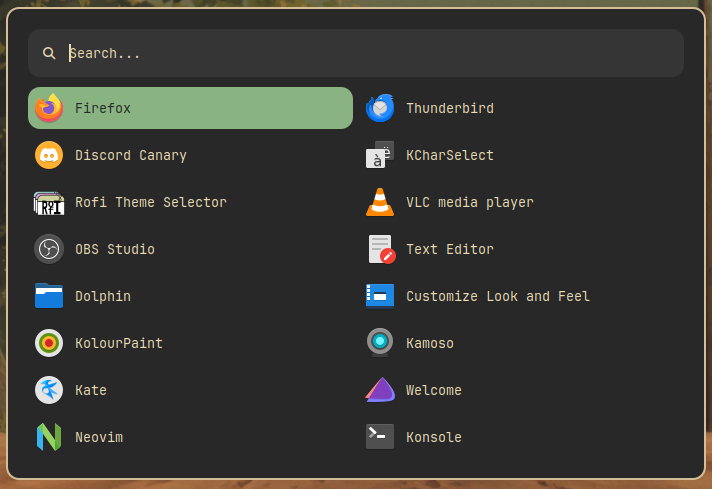 Search...
Firefox
Thunderbird
Discord Canary
KCharSelect
Rofi Theme Selector
VLC media player
OBS Studio
Text Editor
Dolphin
Customize Look and Feel
KolourPaint
Kamoso
Kate
Welcome
Neovim
Konsole